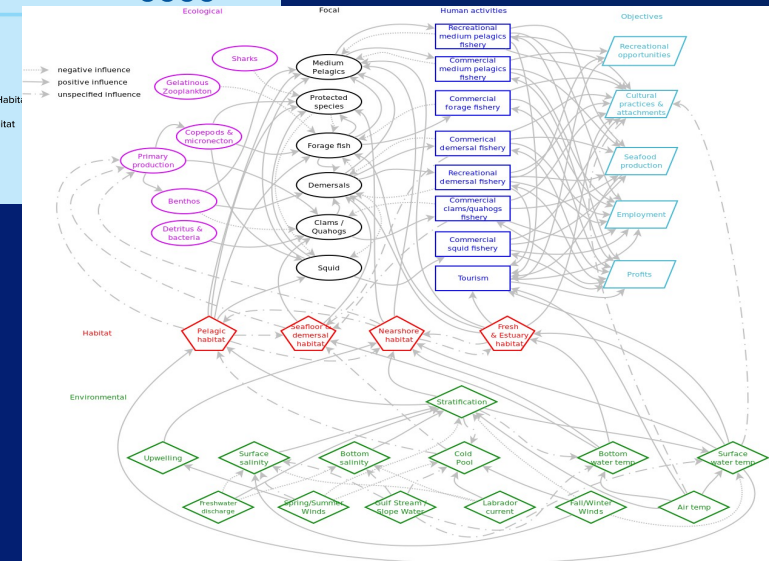 Ecological
Focal
Human activities
Objectives
negative influence
positive influence
unspecified influence
Habita
itat
Sharks
Gelatinous
Zooplankton
Copepods &
micronecton
Primary
production
Benthos
Detritus &
bacteria
Medium
Pelagics
Protected
species
Forage fish
Demersals
Clams /
Quahogs
Squid
Recreational
medium pelagics
fishery
Commercial
medium pelagics
fishery
Commercial
forage fishery
Commerical
demersal fishery
Recreational
demersal fishery
Commercial
clams/quahogs
fishery
Commercial
squid fishery
Tourism
Recreational
opportunities
Cultural
practices &
attachments
Seafood
production
Employment
Profits
Habitat
Pelagic
habitat
Seafloor &
demersal
habitat
Nearshore
habitat
Fresh
& Estuary
habitat
Environmental
Stratification
Upwelling
Surface
salinity
Bottom
salinity
Cold
Pool
Bottom
water temp
Surface
water temp
Freshwater
discharge
Spring/Summer
Winds
Gulf Stream /
Slope Water
Labrador
current
Fall/Winter
Winds
Air temp